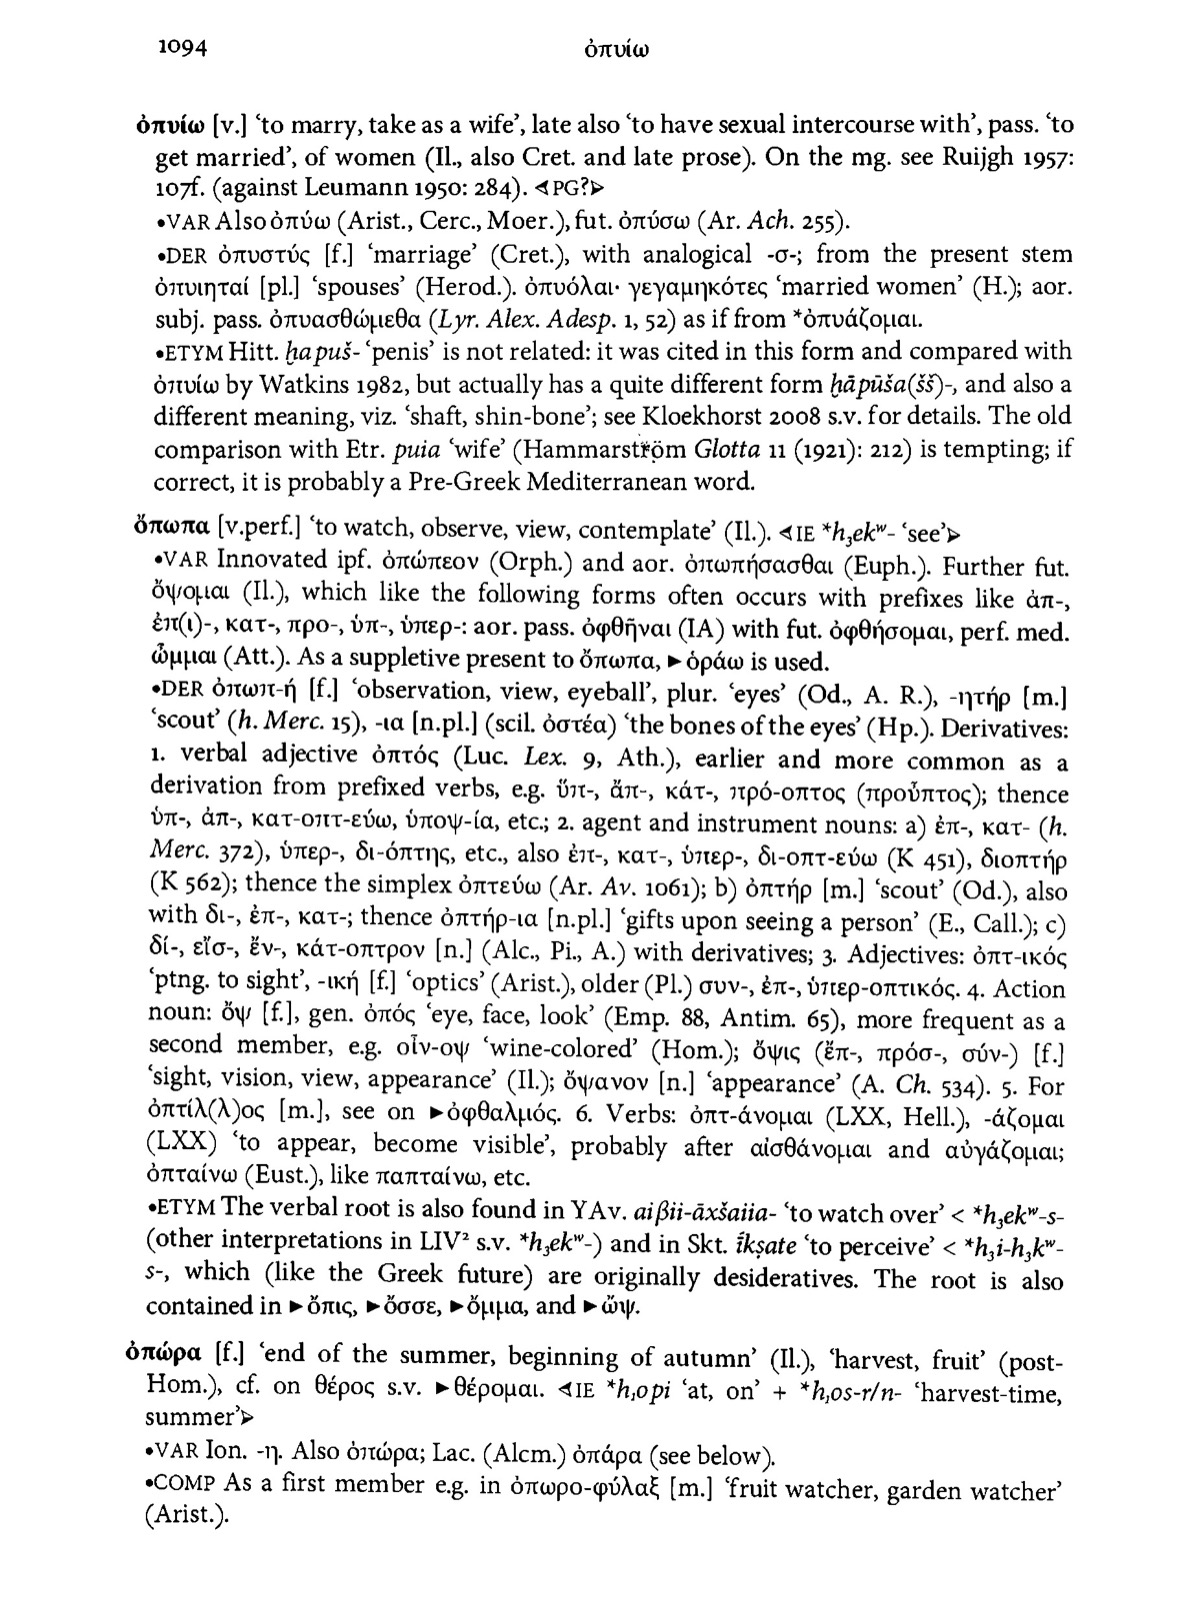 1094
ὀπυίω
ὀπυίω [v.] ‘to marry, take as a wife’, late also ‘to have sexual intercourse with’, pass. ‘to
get married’, of women (Il., also Cret. and late prose). On the mg. see Ruijgh 1957:
107f. (against Leumann 1950: 284). ⊲PG?⊳
•VAR Also ὀπύω (Arist., Cerc., Moer.), fut. ὀπύσω (Ar. Ach. 255).
•DER ὀπυστύς [f.] ‘marriage’ (Cret.), with analogical -σ-; from the present stem
ὀπυιηταί [pl.] ‘spouses’ (Herod.). ὀπυόλαι· γεγαμηκότες ‘married women’ (H.); aor.
subj. pass. ὀπυασθώμεθα (Lyr. Alex. Adesp. 1, 52) as if from *ὀπυάζομαι.
•ETYM Hitt. ḫapuš- ‘penis’ is not related: it was cited in this form and compared with
ὀπυίω by Watkins 1982, but actually has a quite different form ḫāpūša(šš)-, and also a
different meaning, viz. ‘shaft, shin-bone’; see Kloekhorst 2008 s.v. for details. The old
comparison with Etr. puia ‘wife’ (Hammarström Glotta 11 (1921): 212) is tempting; if
correct, it is probably a Pre-Greek Mediterranean word.
ὄπωπα [v.perf.] ‘to watch, observe, view, contemplate’ (Il.). ⊲IE *h₃ekʷ- ‘see’⊳
•VAR Innovated ipf. ὀπώπεον (Orph.) and aor. ὀπωπήσασθαι (Euph.). Further fut.
ὄψομαι (Il.), which like the following forms often occurs with prefixes like ἀπ-,
ἐπ(ι)-, κατ-, προ-, ὑπ-, ὑπερ-: aor. pass. ὀφθῆναι (IA) with fut. ὀφθήσομαι, perf. med.
ὦμμαι (Att.). As a suppletive present to ὄπωπα, ►ὁράω is used.
•DER ὀπωπ-ή [f.] ‘observation, view, eyeball’, plur. ‘eyes’ (Od., A. R.), -ητήρ [m.]
‘scout’ (h. Merc. 15), -ια [n.pl.] (scil. ὀστέα) ‘the bones of the eyes’ (Hp.). Derivatives:
1. verbal adjective ὀπτός (Luc. Lex. 9, Ath.), earlier and more common as a
derivation from prefixed verbs, e.g. ὕπ-, ἄπ-, κάτ-, πρό-οπτος (προὖπτος); thence
ὑπ-, ἀπ-, κατ-οπτ-εύω, ὑποψ-ία, etc.; 2. agent and instrument nouns: a) ἐπ-, κατ- (h.
Merc. 372), ὑπερ-, δι-όπτης, etc., also ἐπ-, κατ-, ὑπερ-, δι-οπτ-εύω (K 451), διοπτήρ
(K 562); thence the simplex ὀπτεύω (Ar. Av. 1061); b) ὀπτήρ [m.] ‘scout’ (Od.), also
with δι-, ἐπ-, κατ-; thence ὀπτήρ-ια [n.pl.] ‘gifts upon seeing a person’ (E., Call.); c)
δί-, εἴσ-, ἔν-, κάτ-οπτρον [n.] (Alc., Pi., A.) with derivatives; 3. Adjectives: ὀπτ-ικός
‘ptng. to sight’, -ική [f.] ‘optics’ (Arist.), older (Pl.) συν-, ἐπ-, ὑπερ-οπτικός. 4. Action
noun: ὄψ [f.], gen. ὀπός ‘eye, face, look’ (Emp. 88, Antim. 65), more frequent as a
second member, e.g. οἶν-οψ ‘wine-colored’ (Hom.); ὄψις (ἔπ-, πρόσ-, σύν-) [f.]
‘sight, vision, view, appearance’ (Il.); ὄψανον [n.] ‘appearance’ (A. Ch. 534). 5. For
ὀπτίλ(λ)ος [m.], see on ►ὀφθαλμός. 6. Verbs: ὀπτ-άνομαι (LXX, Hell.), -άζομαι
(LXX) ‘to appear, become visible’, probably after αἰσθάνομαι and αὐγάζομαι;
ὀπταίνω (Eust.), like παπταίνω, etc.
•ETYM The verbal root is also found in YAv. aiβii-āxšaiia- ‘to watch over’ < *h₃ekʷ-s-
(other interpretations in LIV² s.v. *h₃ekʷ-) and in Skt. íkṣate ‘to perceive’ < *h₃i-h₃kʷ-
s-, which (like the Greek future) are originally desideratives. The root is also
contained in ►ὄπις, ►ὄσσε, ►ὄμμα, and ►ὤψ.
ὀπώρα [f.] ‘end of the summer, beginning of autumn’ (Il.), ‘harvest, fruit’ (post-
Hom.), cf. on θέρος s.v. ►θέρομαι. ⊲IE *h₁opi ‘at, on’ + *h₁os-r/n- ‘harvest-time,
summer’⊳
•VAR Ion. -η. Also ὀπώρα; Lac. (Alcm.) ὀπάρα (see below).
•COMP As a first member e.g. in ὀπωρο-φύλαξ [m.] ‘fruit watcher, garden watcher’
(Arist.).